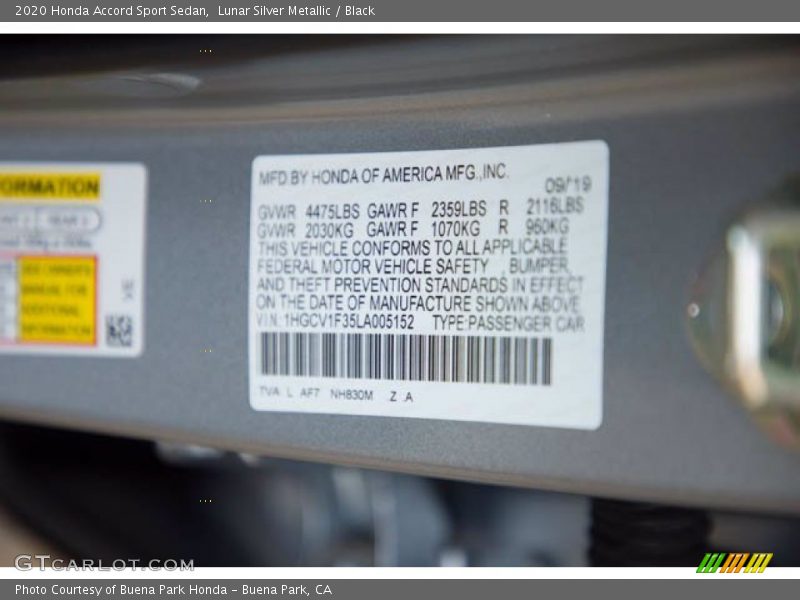 2020 Honda Accord Sport Sedan, Lunar Silver Metallic / Black
FORMATION
MFD BY HONDA OF AMERICA MFG.,INC.
09/19
GVWR 4475LBS GAWR F 2359LBS R 2116LBS
GVWR 2030KG GAWR F 1070KG R 960KG
THIS VEHICLE CONFORMS TO ALL APPLICABLE
FEDERAL MOTOR VEHICLE SAFETY , BUMPER,
AND THEFT PREVENTION STANDARDS IN EFFECT
ON THE DATE OF MANUFACTURE SHOWN ABOVE
VIN:1HGCV1F35LA005152 TYPE:PASSENGER CAR
TVA L AF7 NH830M Z A
GTCARLOT.COM
Photo Courtesy of Buena Park Honda - Buena Park, CA